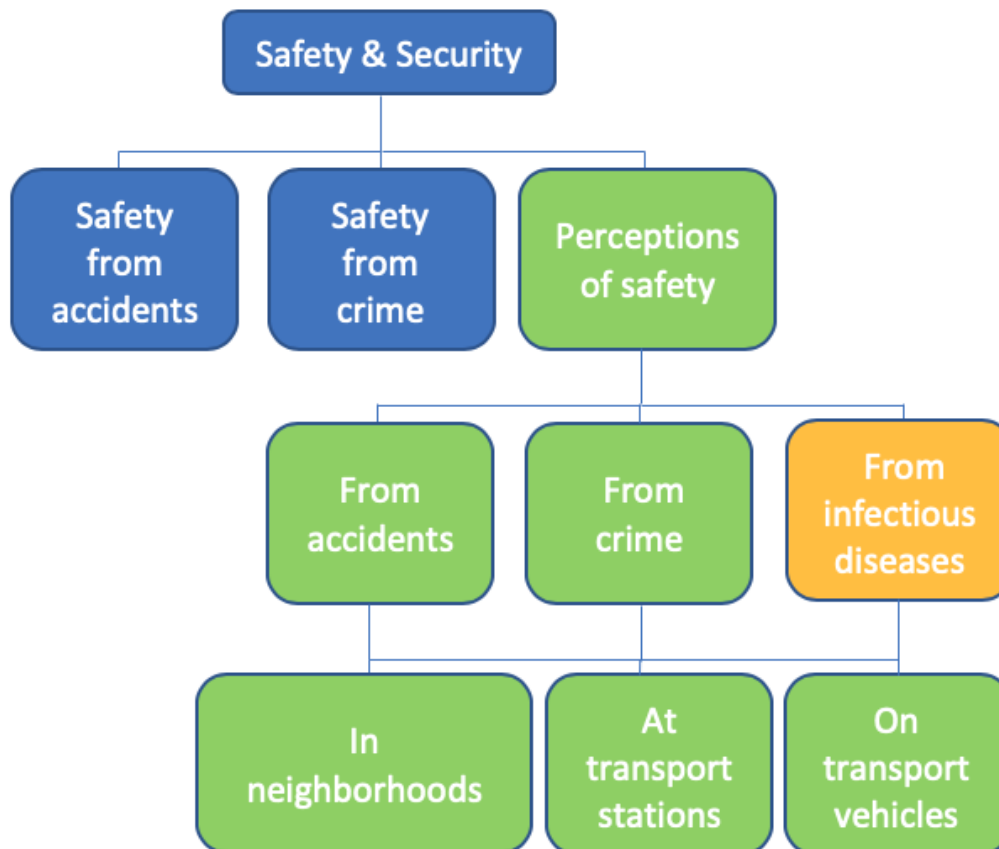 Safety & Security
Safety
from
accidents
Safety
from
crime
Perceptions
of safety
From
accidents
From
crime
From
infectious
diseases
In
neighborhoods
At
transport
stations
On
transport
vehicles